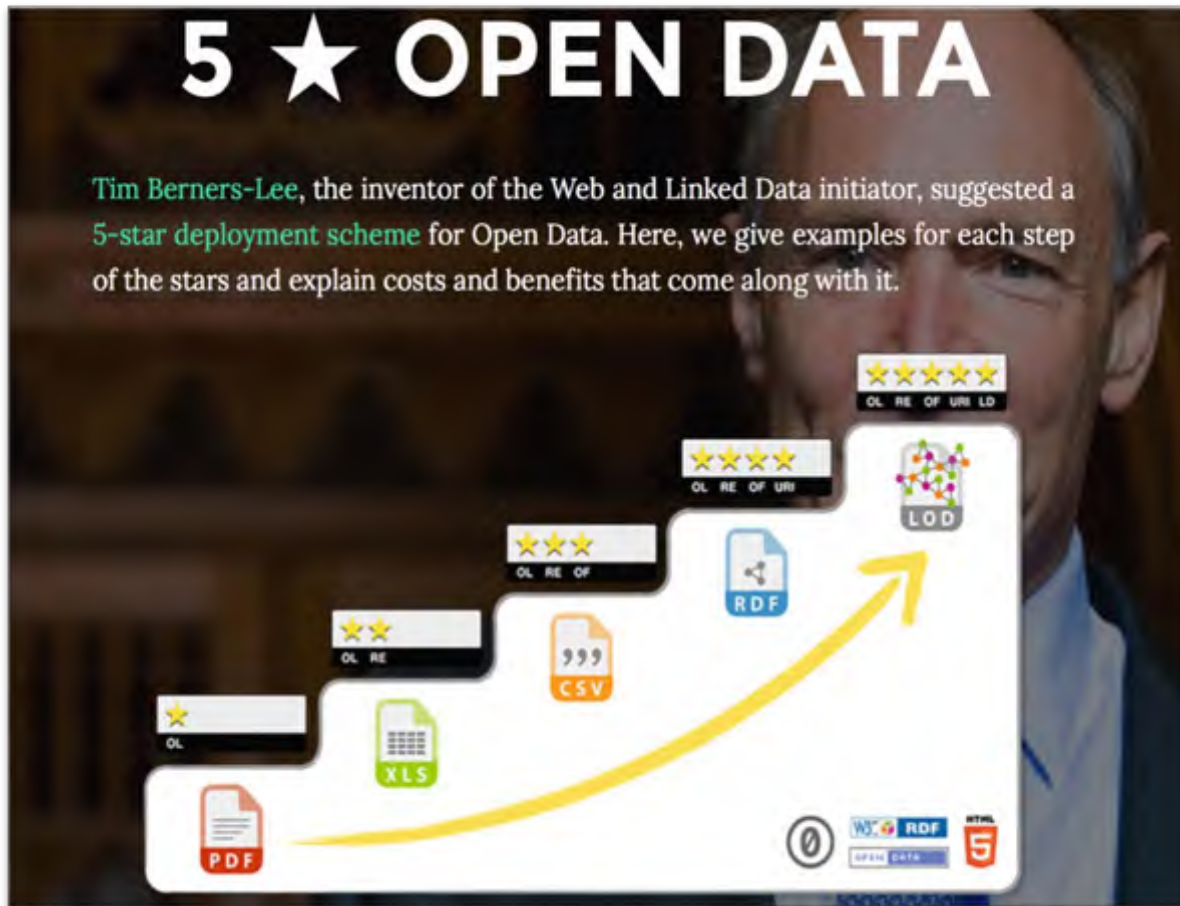 5 ★ OPEN DATA
Tim Berners-Lee, the inventor of the Web and Linked Data initiator, suggested a
5-star deployment scheme for Open Data. Here, we give examples for each step
of the stars and explain costs and benefits that come along with it.
OL RE OF URI LD
LOD
OL RE OF URI
RDF
OL RE OF
,,,
CSV
OL RE
XLS
OL
PDF
0
W3C RDF
OPEN DATA
HTML
5